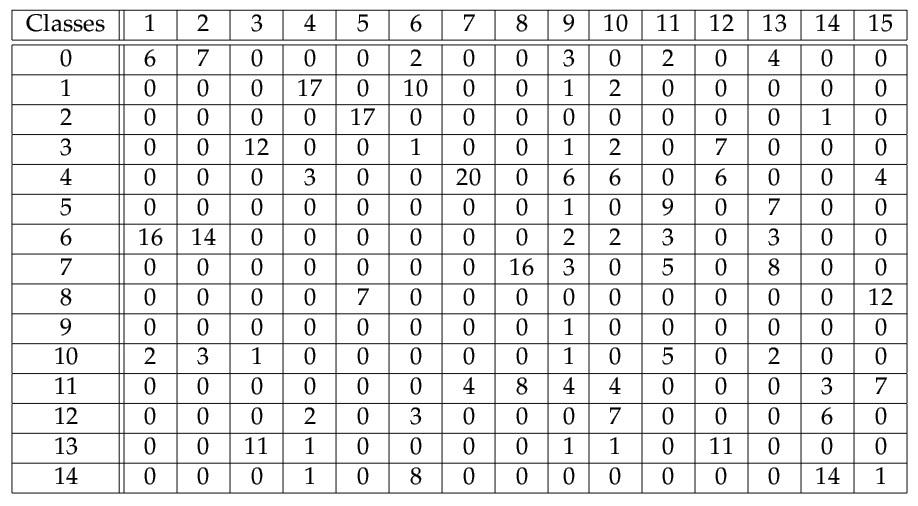 Classes 1 2 3 4 5 6 7 8 9 10 11 12 13 14 15
0 6 7 0 0 0 2 0 0 3 0 2 0 4 0 0
1 0 0 0 17 0 10 0 0 1 2 0 0 0 0 0
2 0 0 0 0 17 0 0 0 0 0 0 0 0 1 0
3 0 0 12 0 0 1 0 0 1 2 0 7 0 0 0
4 0 0 0 3 0 0 20 0 6 6 0 6 0 0 4
5 0 0 0 0 0 0 0 0 1 0 9 0 7 0 0
6 16 14 0 0 0 0 0 0 2 2 3 0 3 0 0
7 0 0 0 0 0 0 0 16 3 0 5 0 8 0 0
8 0 0 0 0 7 0 0 0 0 0 0 0 0 0 12
9 0 0 0 0 0 0 0 0 1 0 0 0 0 0 0
10 2 3 1 0 0 0 0 0 1 0 5 0 2 0 0
11 0 0 0 0 0 0 4 8 4 4 0 0 0 3 7
12 0 0 0 2 0 3 0 0 0 7 0 0 0 6 0
13 0 0 11 1 0 0 0 0 1 1 0 11 0 0 0
14 0 0 0 1 0 8 0 0 0 0 0 0 0 14 1